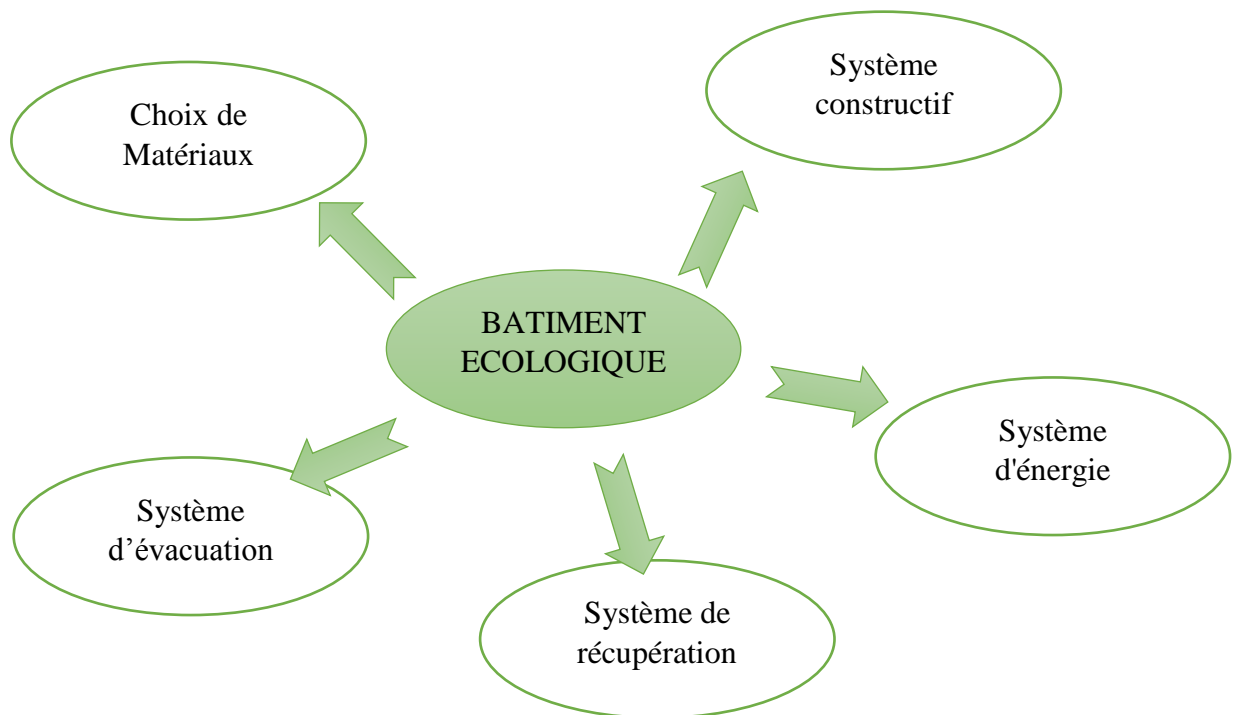 Système
constructif
Choix de
Matériaux
BATIMENT
ECOLOGIQUE
Système
d'énergie
Système
d’évacuation
Système de
récupération